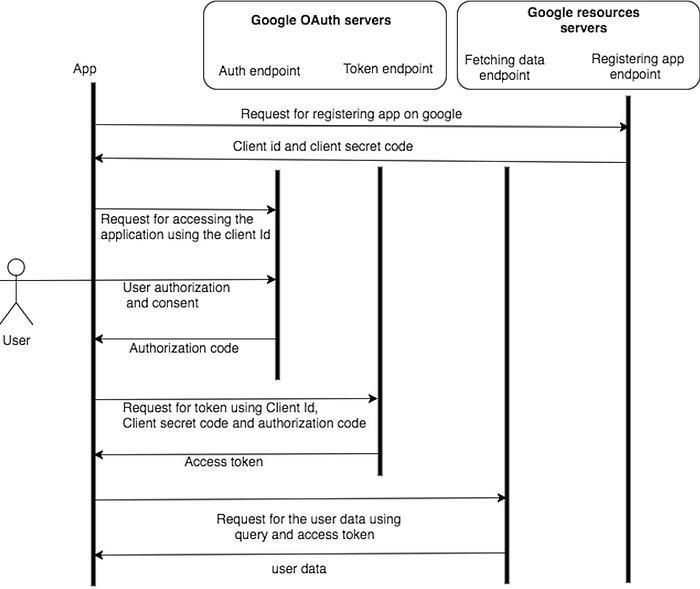 Google OAuth servers
Google resources
servers
App
Auth endpoint
Token endpoint
Fetching data
endpoint
Registering app
endpoint
Request for registering app on google
Client id and client secret code
Request for accessing the
application using the client Id
User authorization
and consent
User
Authorization code
Request for token using Client Id,
Client secret code and authorization code
Access token
Request for the user data using
query and access token
user data